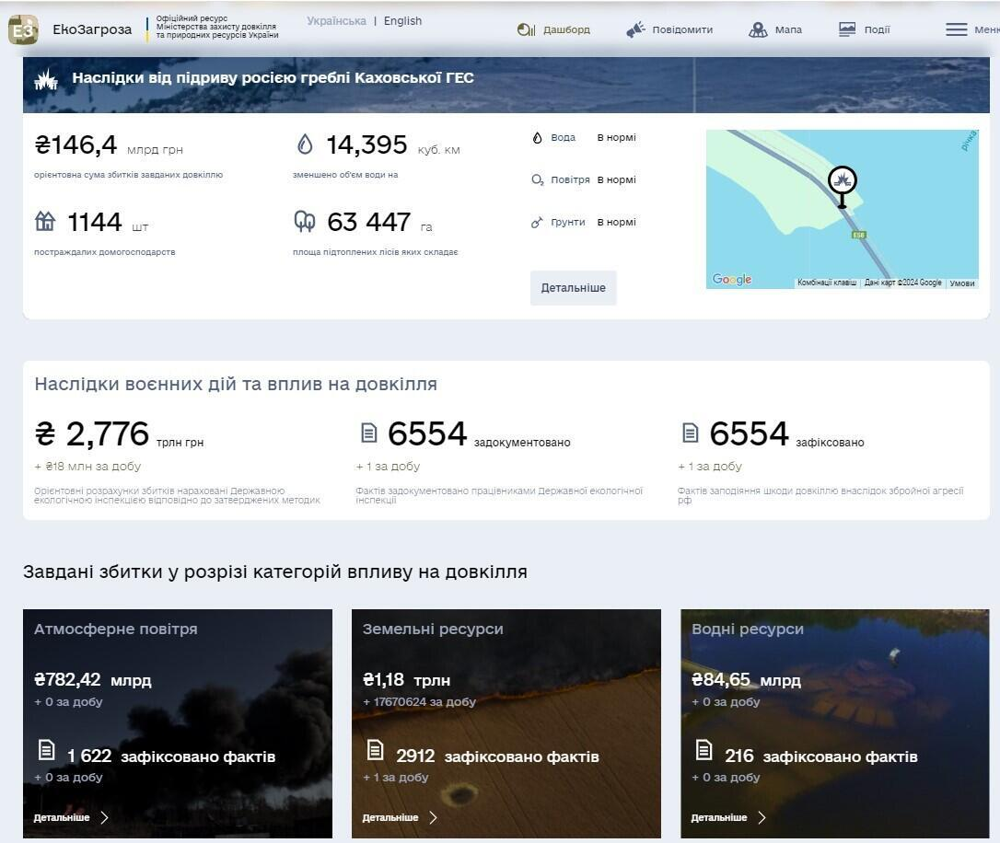 ЕЗ
ЕкоЗагроза
Офіційний ресурс
Міністерства захисту довкілля
та природних ресурсів України
Українська | English
Дашборд
Повідомити
Мапа
Події
Меню
Наслідки від підриву росією греблі Каховської ГЕС
₴146,4 млрд грн
орієнтовна сума збитків завданих довкіллю
14,395 куб. км
зменшено об'єм води на
1144 шт
постраждалих домогосподарств
63 447 га
площа підтоплених лісів яких складає
Вода В нормі
O₂ Повітря В нормі
Грунти В нормі
Детальніше
річка
E58
Google
Комбінації клавіш
Дані карт ©2024 Google
Умови
Наслідки воєнних дій та вплив на довкілля
₴ 2,776 трлн грн
+ ₴18 млн за добу
Орієнтовні розрахунки збитків нараховані Державною
екологічною інспекцією відповідно до затверджених методик
6554 задокументовано
+ 1 за добу
Фактів задокументовано працівниками Державної екологічної
інспекції
6554 зафіксовано
+ 1 за добу
Фактів заподіяння шкоди довкіллю внаслідок збройної агресії
рф
Завдані збитки у розрізі категорій впливу на довкілля
Атмосферне повітря
₴782,42 млрд
+ 0 за добу
1 622 зафіксовано фактів
+ 0 за добу
Детальніше
Земельні ресурси
₴1,18 трлн
+ 17670624 за добу
2912 зафіксовано фактів
+ 1 за добу
Детальніше
Водні ресурси
₴84,65 млрд
+ 0 за добу
216 зафіксовано фактів
+ 0 за добу
Детальніше